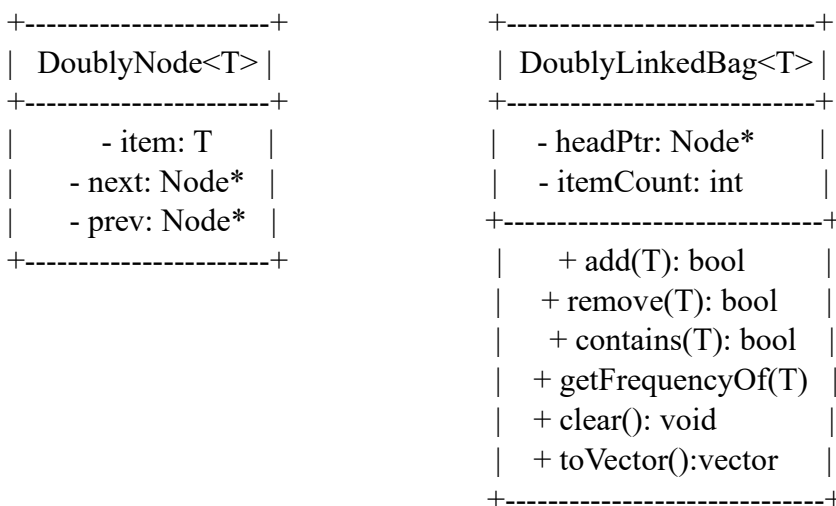 +-----------------------+
| DoublyNode<T> |
+-----------------------+
| - item: T |
| - next: Node* |
| - prev: Node* |
+-----------------------+
+-----------------------------+
| DoublyLinkedBag<T> |
+-----------------------------+
| - headPtr: Node* |
| - itemCount: int |
+------------------------------+
| + add(T): bool |
| + remove(T): bool |
| + contains(T): bool |
| + getFrequencyOf(T) |
| + clear(): void |
| + toVector():vector |
+------------------------------+